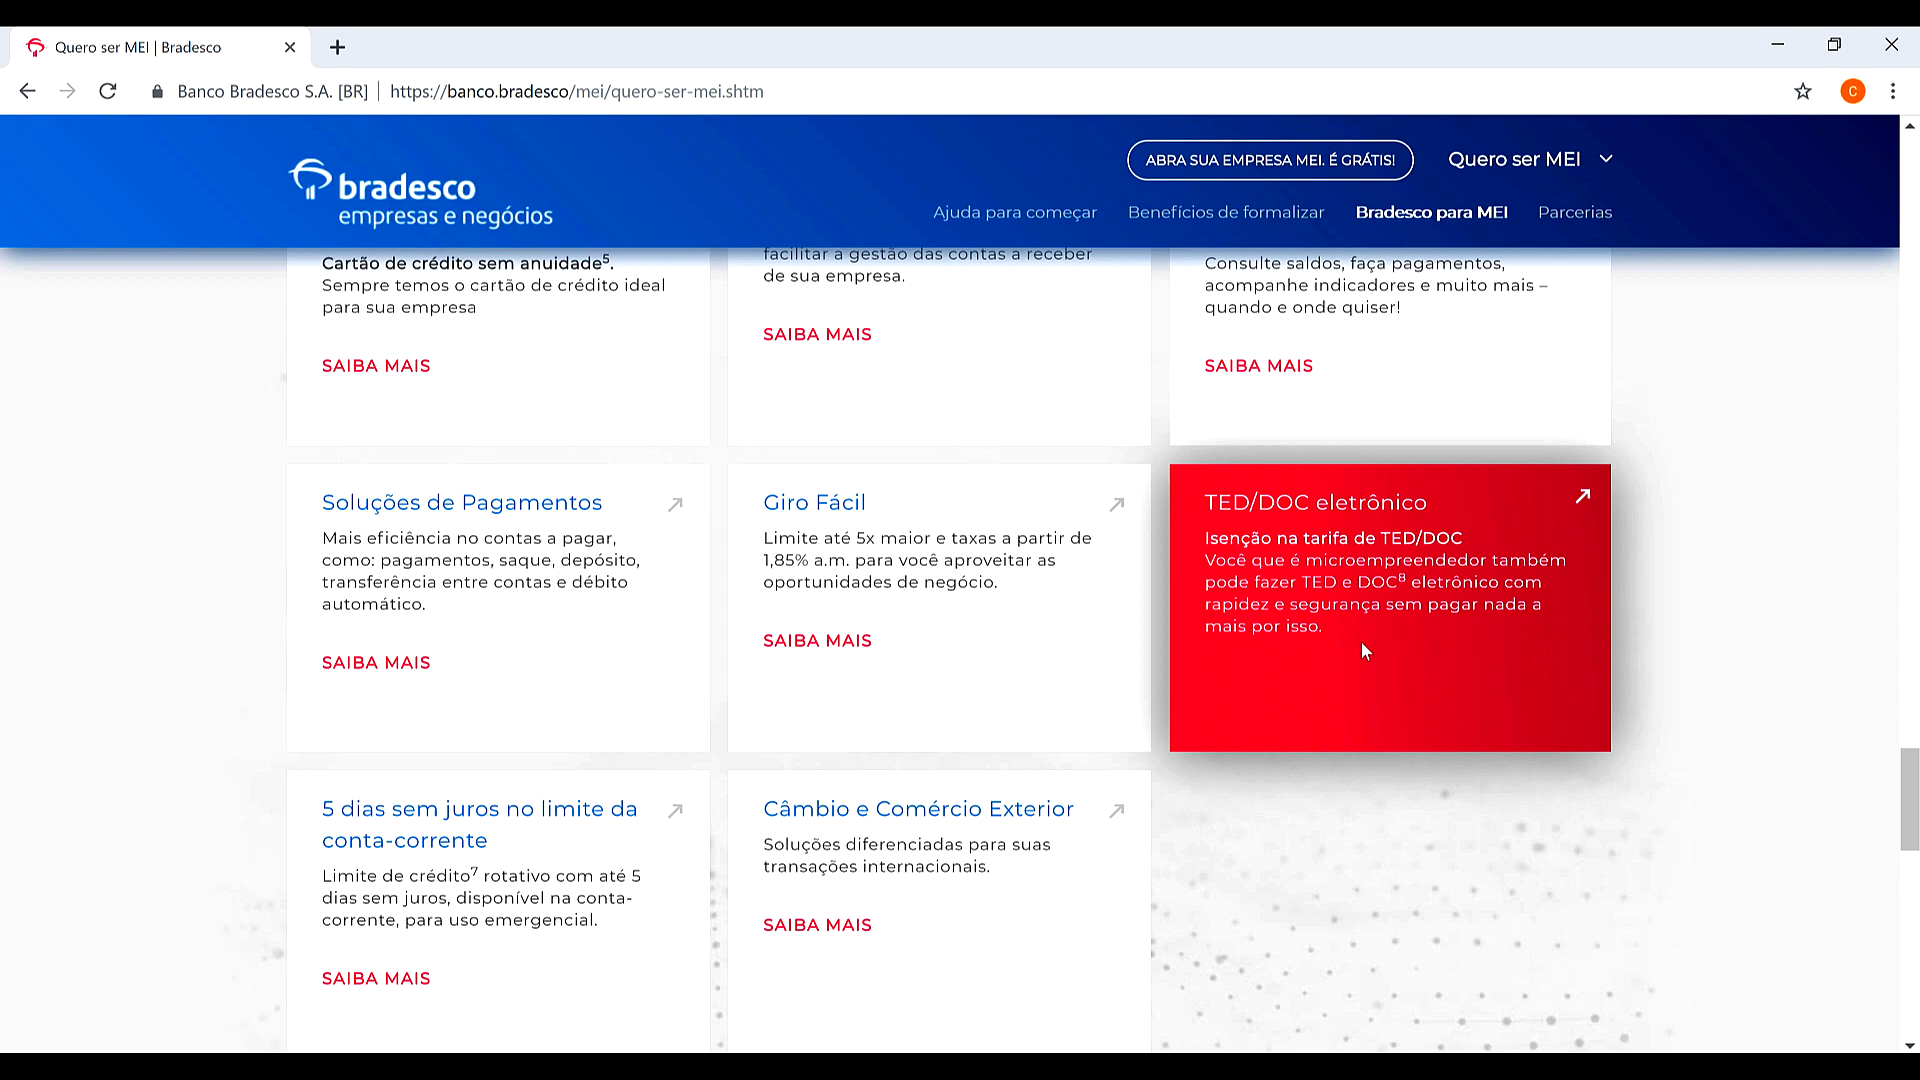 Quero ser MEI | Bradesco
Banco Bradesco S.A. [BR] https://banco.bradesco/mei/quero-ser-mei.shtm
C
bradesco
empresas e negócios
ABRA SUA EMPRESA MEI. É GRÁTIS!
Quero ser MEI
Ajuda para começar Benefícios de formalizar Bradesco para MEI Parcerias
Cartão de crédito sem anuidade⁵.
Sempre temos o cartão de crédito ideal
para sua empresa
SAIBA MAIS
facilitar a gestão das contas a receber
de sua empresa.
SAIBA MAIS
Consulte saldos, faça pagamentos,
acompanhe indicadores e muito mais –
quando e onde quiser!
SAIBA MAIS
Soluções de Pagamentos
Mais eficiência no contas a pagar,
como: pagamentos, saque, depósito,
transferência entre contas e débito
automático.
SAIBA MAIS
Giro Fácil
Limite até 5x maior e taxas a partir de
1,85% a.m. para você aproveitar as
oportunidades de negócio.
SAIBA MAIS
TED/DOC eletrônico
Isenção na tarifa de TED/DOC
Você que é microempreendedor também
pode fazer TED e DOC⁸ eletrônico com
rapidez e segurança sem pagar nada a
mais por isso.
5 dias sem juros no limite da
conta-corrente
Limite de crédito⁷ rotativo com até 5
dias sem juros, disponível na conta-
corrente, para uso emergencial.
SAIBA MAIS
Câmbio e Comércio Exterior
Soluções diferenciadas para suas
transações internacionais.
SAIBA MAIS